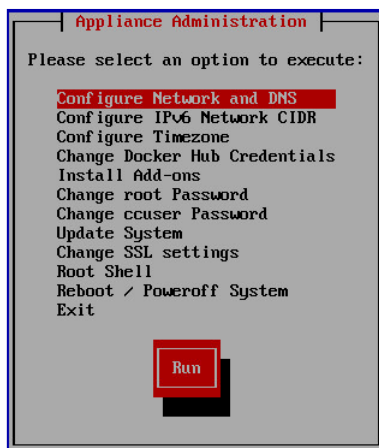 Appliance Administration
Please select an option to execute:
Configure Network and DNS
Configure IPv6 Network CIDR
Configure Timezone
Change Docker Hub Credentials
Install Add-ons
Change root Password
Change ccuser Password
Update System
Change SSL settings
Root Shell
Reboot / Poweroff System
Exit
Run